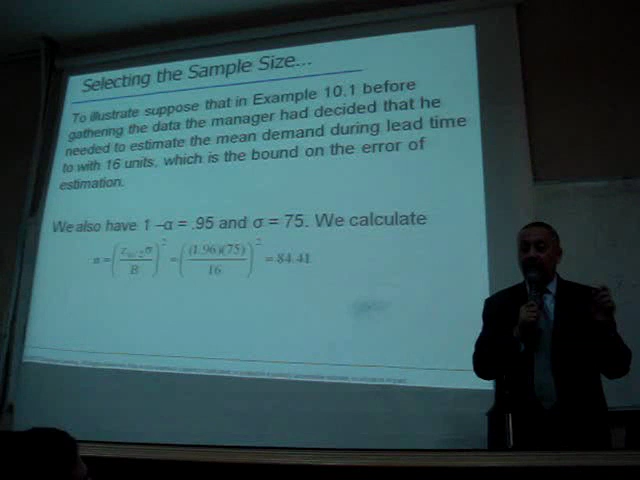 Selecting the Sample Size...
To illustrate suppose that in Example 10.1 before
gathering the data the manager had decided that he
needed to estimate the mean demand during lead time
to with 16 units, which is the bound on the error of
estimation.
We also have 1 –α = .95 and σ = 75. We calculate
n = (z_{α/2}σ / B)² = ((1.96)(75) / 16)² = 84.41